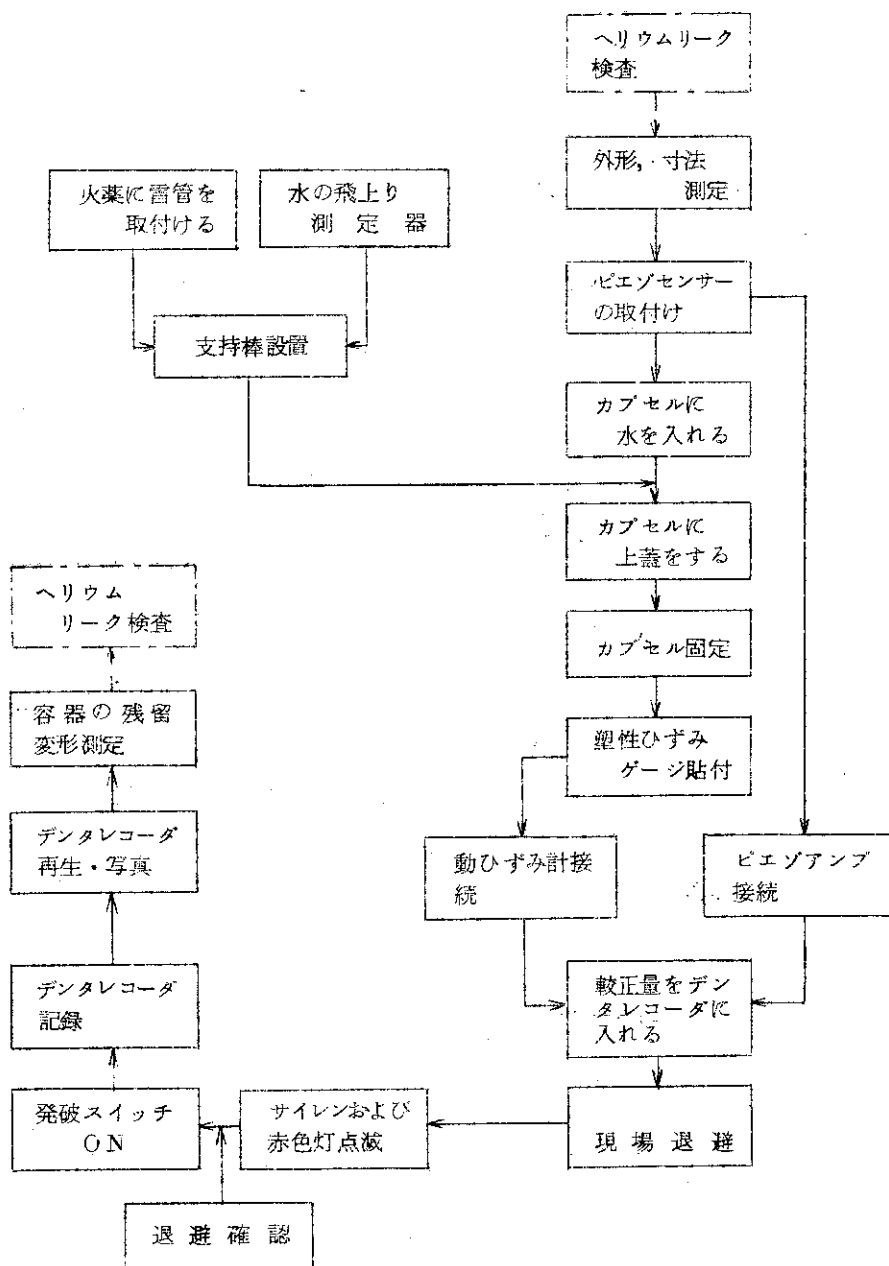 ヘリウムリーク
検査
外形,寸法
測定
火薬に雷管を
取付ける
水の飛上り
測定器
ピエゾセンサー
の取付け
支持棒設置
カプセルに
水を入れる
カプセルに
上蓋をする
ヘリウム
リーク検査
カプセル固定
容器の残留
変形測定
塑性ひずみ
ゲージ貼付
デンタレコーダ
再生・写真
動ひずみ計接
続
ピエゾアンプ
接続
デンタレコーダ
記録
較正量をデン
タレコーダに
入れる
発破スイッチ
ON
サイレンおよび
赤色灯点滅
現場退避
退避確認